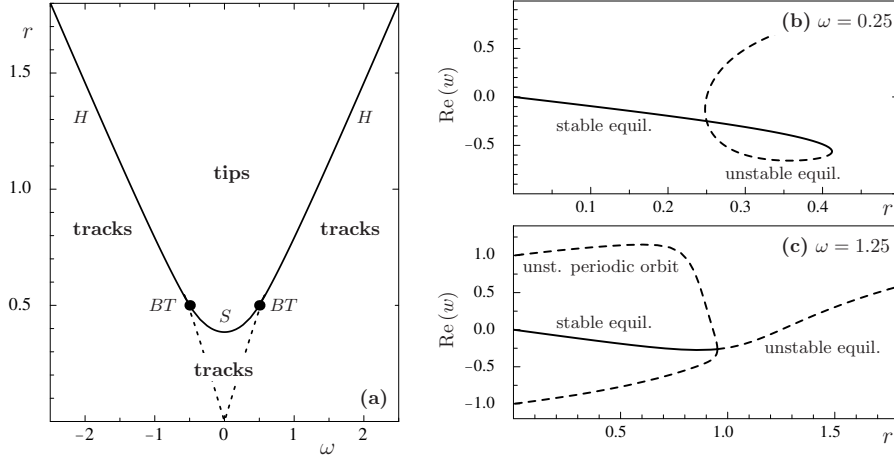 r
1.5
1.0
0.5
0
−2
−1
0
1
2
ω
H
H
tips
tracks
tracks
BT
S
BT
tracks
(a)
(b) ω = 0.25
Re (w)
0.5
0.0
−0.5
stable equil.
unstable equil.
0.1
0.2
0.3
0.4
r
(c) ω = 1.25
Re (w)
1.0
0.5
0.0
−0.5
−1.0
unst. periodic orbit
stable equil.
unstable equil.
0.5
1.0
1.5
r